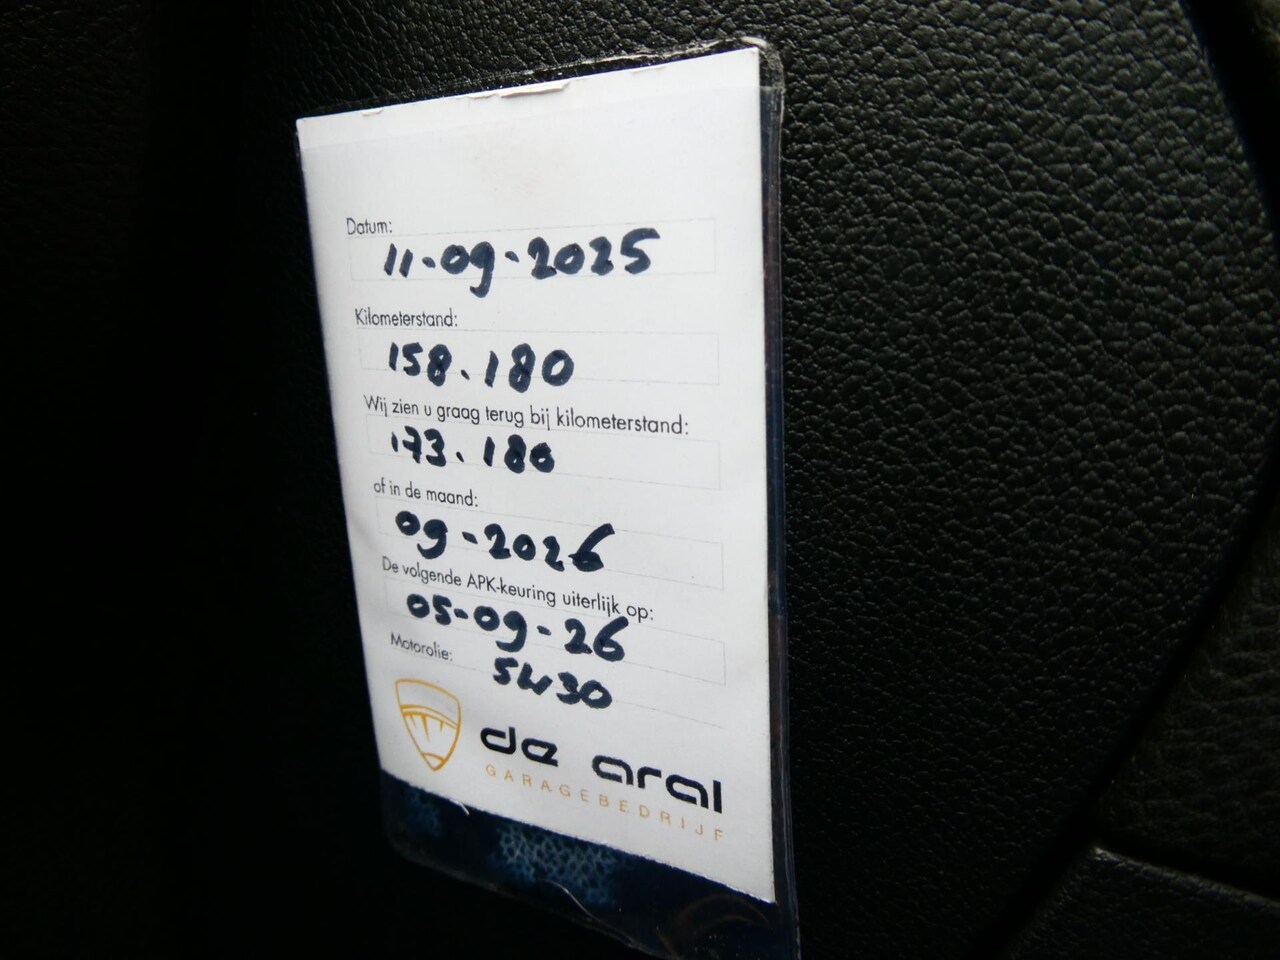 Datum:
11-09-2025
Kilometerstand:
158.180
Wij zien u graag terug bij kilometerstand:
173.180
of in de maand:
09-2026
De volgende APK-keuring uiterlijk op:
05-09-26
Motorolie:
5W30
de aral
GARAGEBEDRIJF